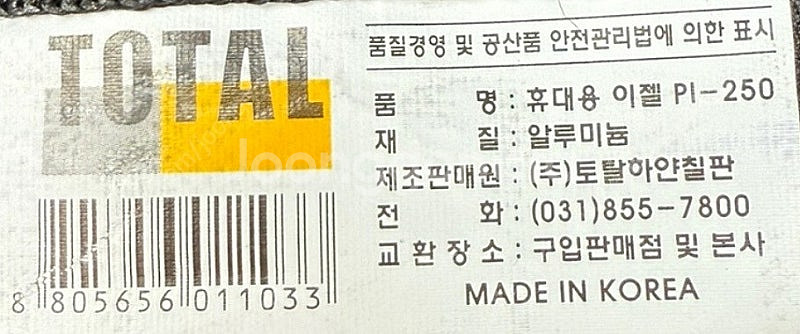 TOTAL
8 805656 011033
품질경영 및 공산품 안전관리법에 의한 표시
품 명 : 휴대용 이젤 PI-250
재 질 : 알루미늄
제조판매원 : (주)토탈하얀칠판
전 화 : (031)855-7800
교 환 장 소 : 구입판매점 및 본사
MADE IN KOREA